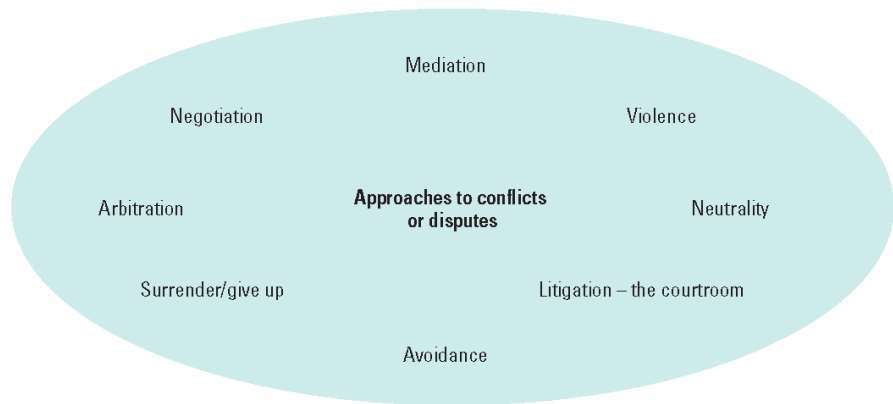 Mediation
Negotiation
Violence
Approaches to conflicts
or disputes
Arbitration
Neutrality
Surrender/give up
Litigation – the courtroom
Avoidance